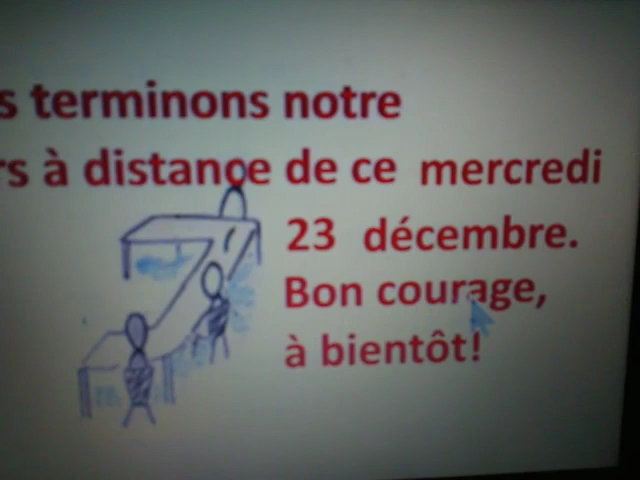 s terminons notre
rs à distance de ce mercredi
23 décembre.
Bon courage,
à bientôt!